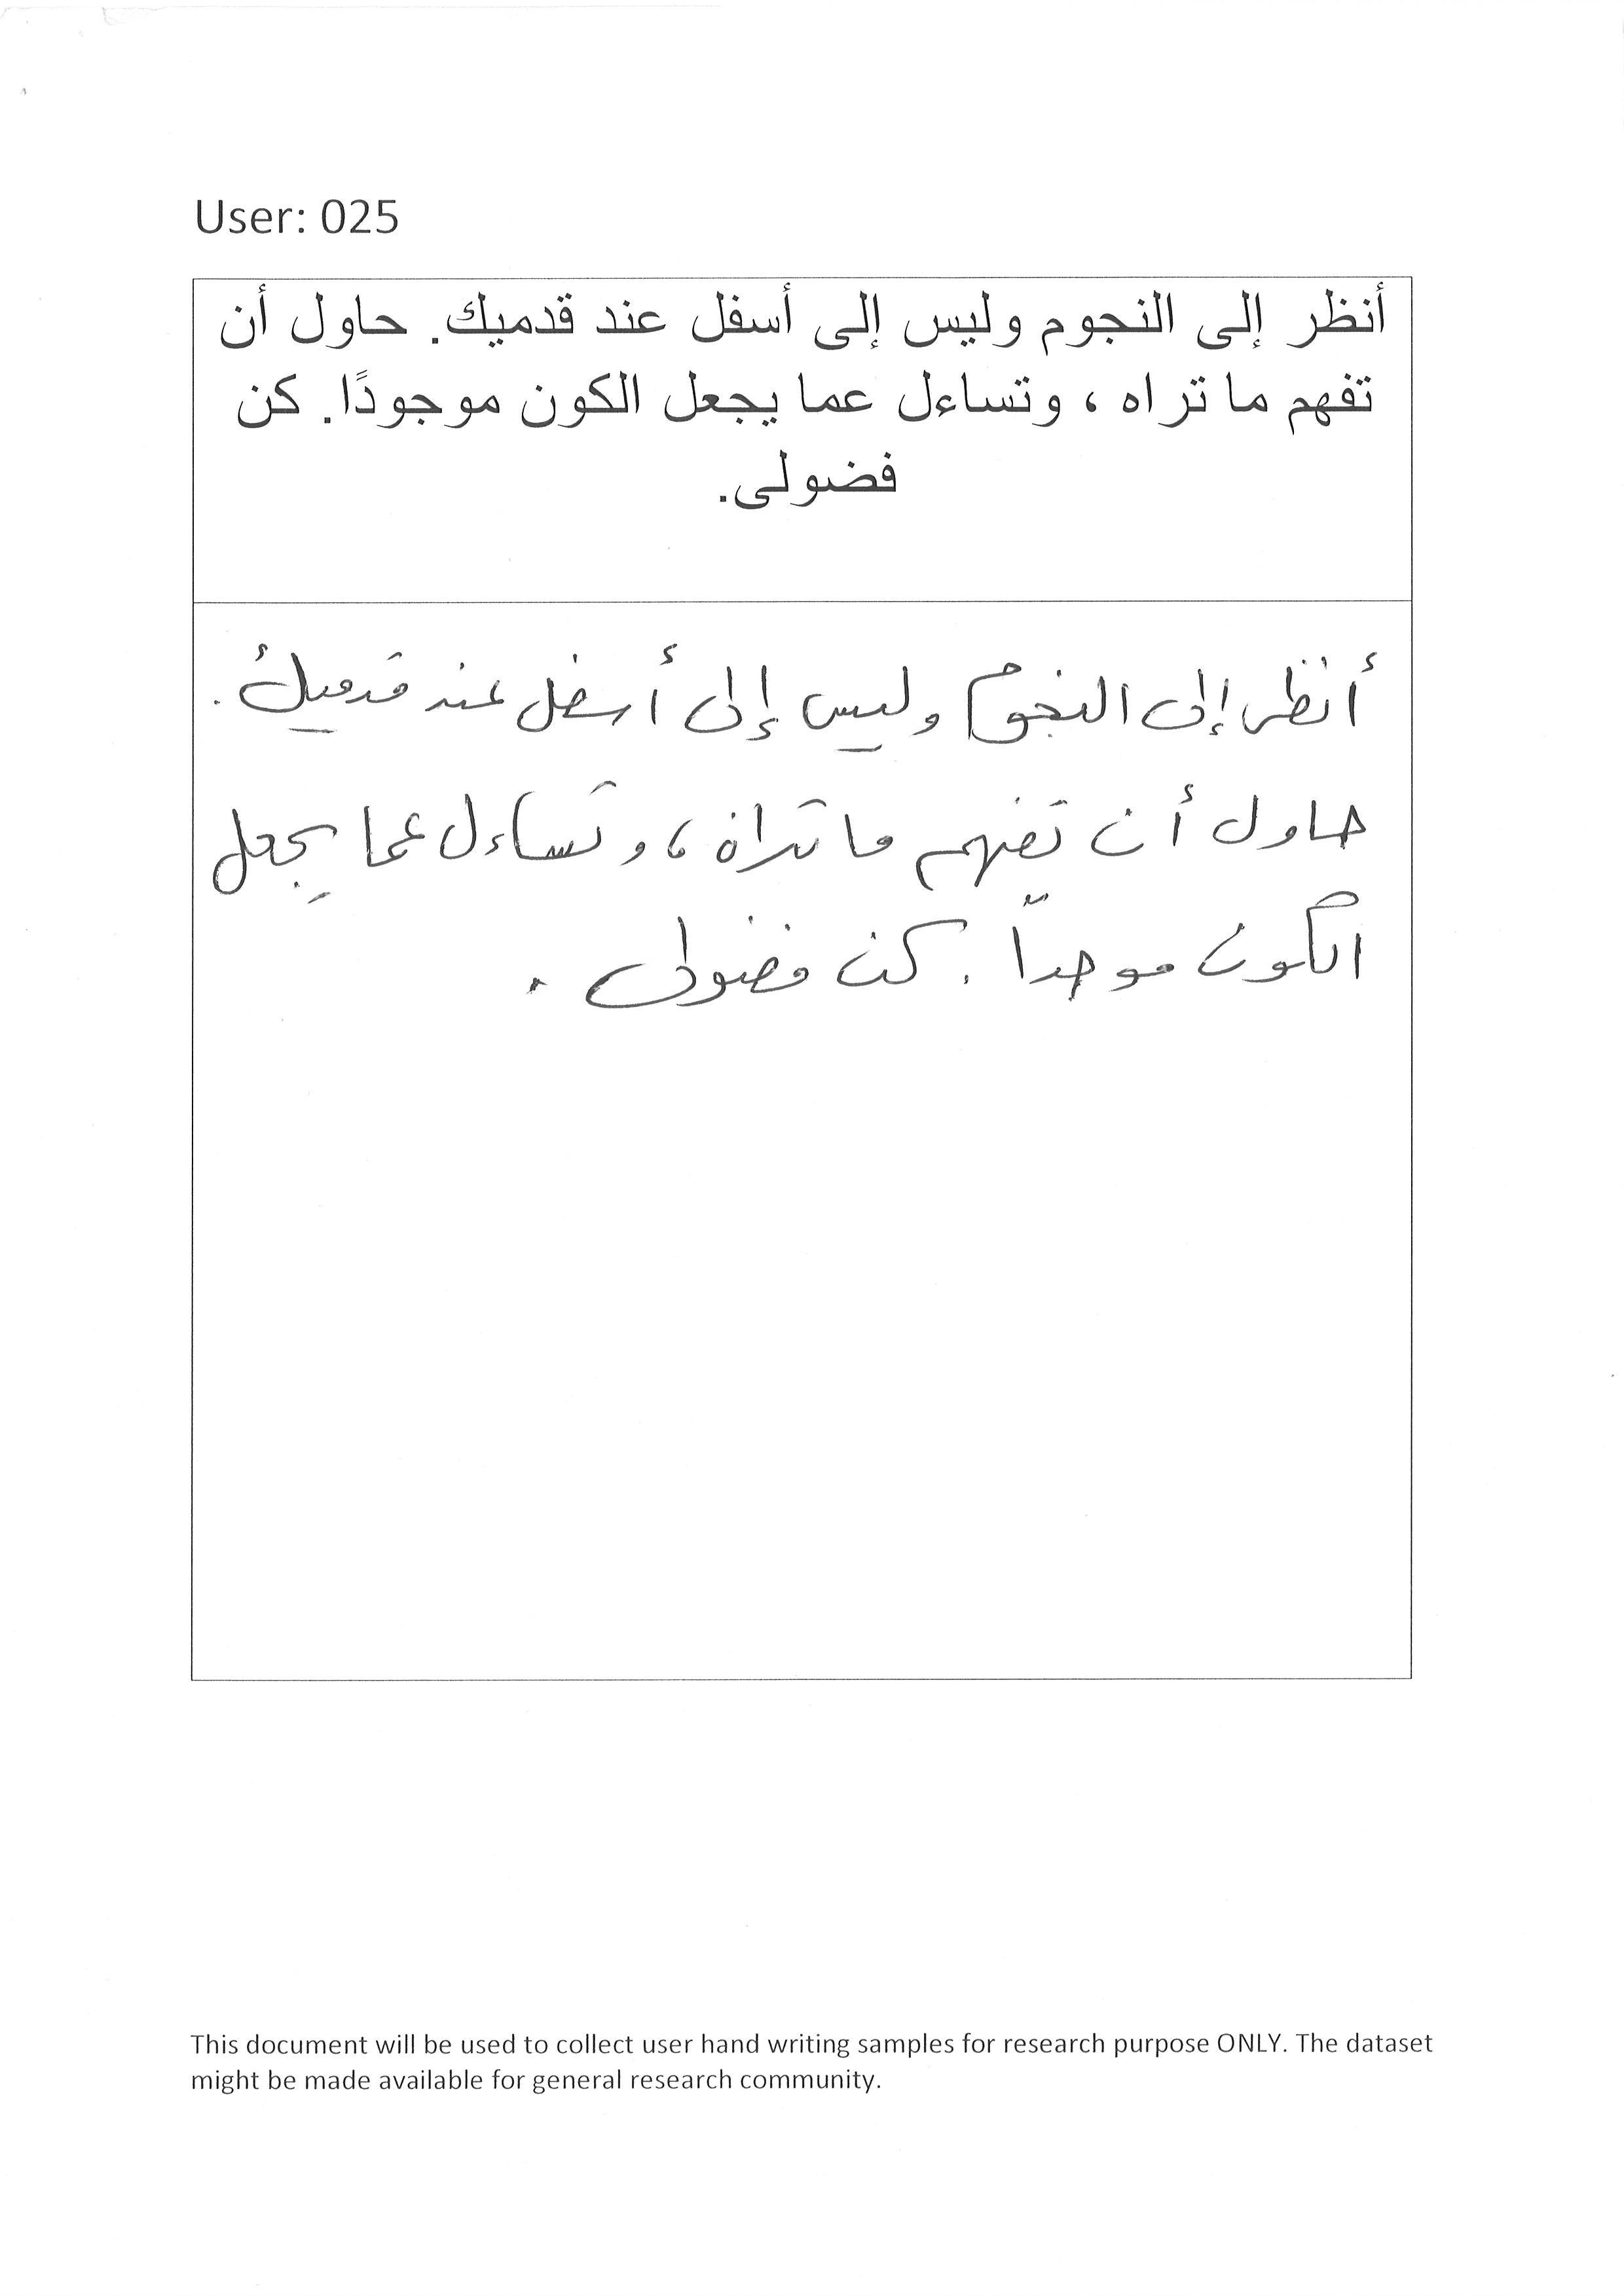 User: 025
أنظر إلى النجوم وليس إلى أسفل عند قدميك. حاول أن
تفهم ما تراه ، وتساءل عما يجعل الكون موجودًا. كن
فضولى.
أنظر إلى النجوم وليس إلى أسفل عند قدميك .
حاول أن تفهم ما تراه ، وتساءل عما يجعل
الكون موجداً . كن فضولى .
This document will be used to collect user hand writing samples for research purpose ONLY. The dataset
might be made available for general research community.